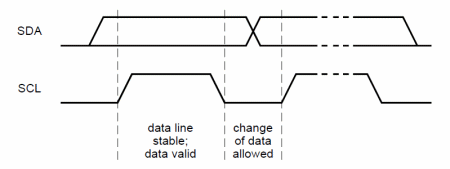 SDA
SCL
data line
stable;
data valid
change
of data
allowed